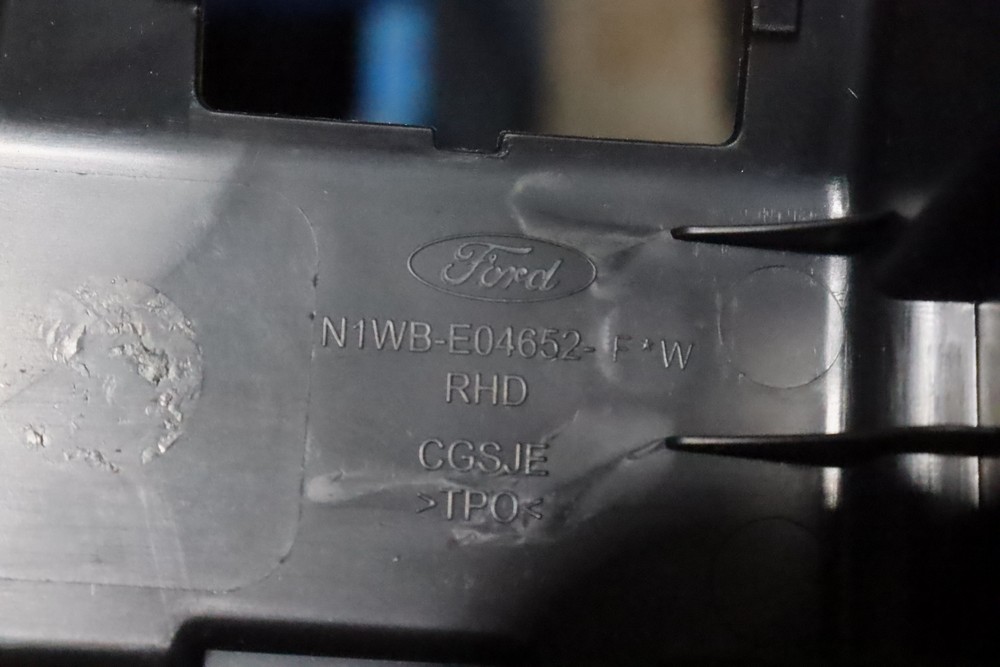 Ford
N1WB-E04652- F*W
RHD
CGSJE
>TPO<